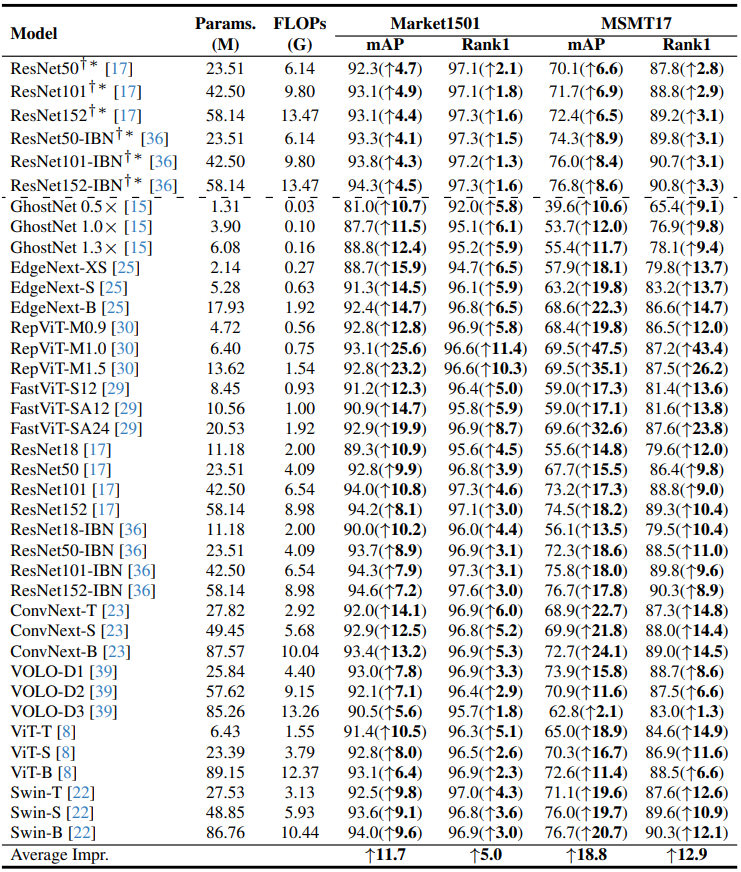 Model Params. (M) FLOPs (G) Market1501 MSMT17
mAP Rank1 mAP Rank1
ResNet50†* [17] 23.51 6.14 92.3(↑4.7) 97.1(↑2.1) 70.1(↑6.6) 87.8(↑2.8)
ResNet101†* [17] 42.50 9.80 93.1(↑4.9) 97.1(↑1.8) 71.7(↑6.9) 88.8(↑2.9)
ResNet152†* [17] 58.14 13.47 93.1(↑4.4) 97.3(↑1.6) 72.4(↑6.5) 89.2(↑3.1)
ResNet50-IBN†* [36] 23.51 6.14 93.3(↑4.1) 97.3(↑1.5) 74.3(↑8.9) 89.8(↑3.1)
ResNet101-IBN†* [36] 42.50 9.80 93.8(↑4.3) 97.2(↑1.3) 76.0(↑8.4) 90.7(↑3.1)
ResNet152-IBN†* [36] 58.14 13.47 94.3(↑4.5) 97.3(↑1.6) 76.8(↑8.6) 90.8(↑3.3)
GhostNet 0.5× [15] 1.31 0.03 81.0(↑10.7) 92.0(↑5.8) 39.6(↑10.6) 65.4(↑9.1)
GhostNet 1.0× [15] 3.90 0.10 87.7(↑11.5) 95.1(↑6.1) 53.7(↑12.0) 76.9(↑9.8)
GhostNet 1.3× [15] 6.08 0.16 88.8(↑12.4) 95.2(↑5.9) 55.4(↑11.7) 78.1(↑9.4)
EdgeNext-XS [25] 2.14 0.27 88.7(↑15.9) 94.7(↑6.5) 57.9(↑18.1) 79.8(↑13.7)
EdgeNext-S [25] 5.28 0.63 91.3(↑14.5) 96.1(↑5.9) 63.2(↑19.8) 83.2(↑13.7)
EdgeNext-B [25] 17.93 1.92 92.4(↑14.7) 96.8(↑6.5) 68.6(↑22.3) 86.6(↑14.7)
RepViT-M0.9 [30] 4.72 0.56 92.8(↑12.8) 96.9(↑5.8) 68.4(↑19.8) 86.5(↑12.0)
RepViT-M1.0 [30] 6.40 0.75 93.1(↑25.6) 96.6(↑11.4) 69.5(↑47.5) 87.2(↑43.4)
RepViT-M1.5 [30] 13.62 1.54 92.8(↑23.2) 96.6(↑10.3) 69.5(↑35.1) 87.5(↑26.2)
FastViT-S12 [29] 8.45 0.93 91.2(↑12.3) 96.4(↑5.0) 59.0(↑17.3) 81.4(↑13.6)
FastViT-SA12 [29] 10.56 1.00 90.9(↑14.7) 95.8(↑5.9) 59.0(↑17.1) 81.6(↑13.8)
FastViT-SA24 [29] 20.53 1.92 92.9(↑19.9) 96.9(↑8.7) 69.6(↑32.6) 87.6(↑23.8)
ResNet18 [17] 11.18 2.00 89.3(↑10.9) 95.6(↑4.5) 55.6(↑14.8) 79.6(↑12.0)
ResNet50 [17] 23.51 4.09 92.8(↑9.9) 96.8(↑3.9) 67.7(↑15.5) 86.4(↑9.8)
ResNet101 [17] 42.50 6.54 94.0(↑10.8) 97.3(↑4.6) 73.2(↑17.3) 88.8(↑9.0)
ResNet152 [17] 58.14 8.98 94.2(↑8.1) 97.1(↑3.0) 74.5(↑18.2) 89.3(↑10.4)
ResNet18-IBN [36] 11.18 2.00 90.0(↑10.2) 96.0(↑4.4) 56.1(↑13.5) 79.5(↑10.4)
ResNet50-IBN [36] 23.51 4.09 93.7(↑8.9) 96.9(↑3.1) 72.3(↑18.6) 88.5(↑11.0)
ResNet101-IBN [36] 42.50 6.54 94.3(↑7.9) 97.3(↑3.1) 75.8(↑18.0) 89.8(↑9.6)
ResNet152-IBN [36] 58.14 8.98 94.6(↑7.2) 97.6(↑3.0) 76.7(↑17.8) 90.3(↑8.9)
ConvNext-T [23] 27.82 2.92 92.0(↑14.1) 96.9(↑6.0) 68.9(↑22.7) 87.3(↑14.8)
ConvNext-S [23] 49.45 5.68 92.9(↑12.5) 96.8(↑5.2) 69.9(↑21.8) 88.0(↑14.4)
ConvNext-B [23] 87.57 10.04 93.4(↑13.2) 96.9(↑5.3) 72.7(↑24.1) 89.0(↑14.5)
VOLO-D1 [39] 25.84 4.40 93.0(↑7.8) 96.9(↑3.3) 73.9(↑15.8) 88.7(↑8.6)
VOLO-D2 [39] 57.62 9.15 92.1(↑7.1) 96.4(↑2.9) 70.9(↑11.6) 87.5(↑6.6)
VOLO-D3 [39] 85.26 13.26 90.5(↑5.6) 95.7(↑1.8) 62.8(↑2.1) 83.0(↑1.3)
ViT-T [8] 6.43 1.55 91.4(↑10.5) 96.3(↑5.1) 65.0(↑18.9) 84.6(↑14.9)
ViT-S [8] 23.39 3.79 92.8(↑8.0) 96.5(↑2.6) 70.3(↑16.7) 86.9(↑11.6)
ViT-B [8] 89.15 12.37 93.1(↑6.4) 96.9(↑2.3) 72.6(↑11.4) 88.5(↑6.6)
Swin-T [22] 27.53 3.13 92.5(↑9.8) 97.0(↑4.3) 71.1(↑19.6) 87.6(↑12.6)
Swin-S [22] 48.85 5.93 93.6(↑9.1) 96.8(↑3.6) 76.0(↑19.7) 89.6(↑10.9)
Swin-B [22] 86.76 10.44 94.0(↑9.6) 96.9(↑3.0) 76.7(↑20.7) 90.3(↑12.1)
Average Impr. ↑11.7 ↑5.0 ↑18.8 ↑12.9